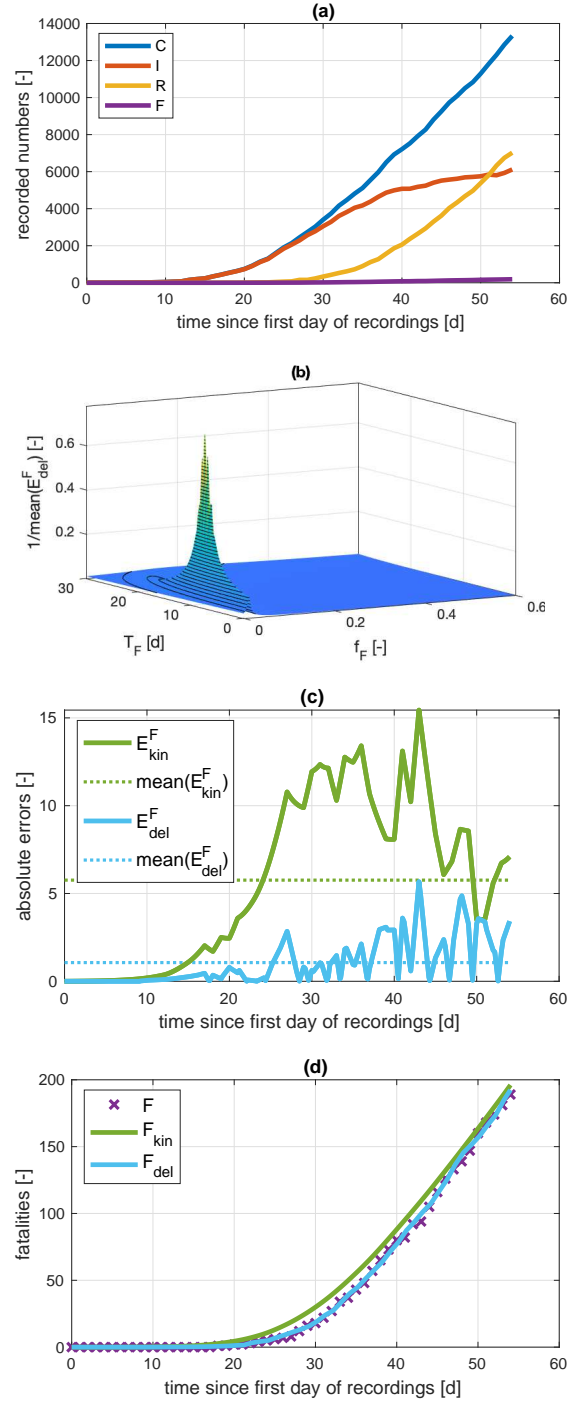 (a)
14000
12000
10000
8000
6000
4000
2000
0
recorded numbers [-]
C
I
R
F
0 10 20 30 40 50 60
time since first day of recordings [d]
(b)
0.6
0.4
0.2
1/mean(E^F_del) [-]
30 20 10 0
T_F [d]
0 0.2 0.4 0.6
f_F [-]
(c)
15
10
5
0
absolute errors [-]
E^F_kin
mean(E^F_kin)
E^F_del
mean(E^F_del)
0 10 20 30 40 50 60
time since first day of recordings [d]
(d)
200
150
100
50
0
fatalities [-]
F
F_kin
F_del
0 10 20 30 40 50 60
time since first day of recordings [d]